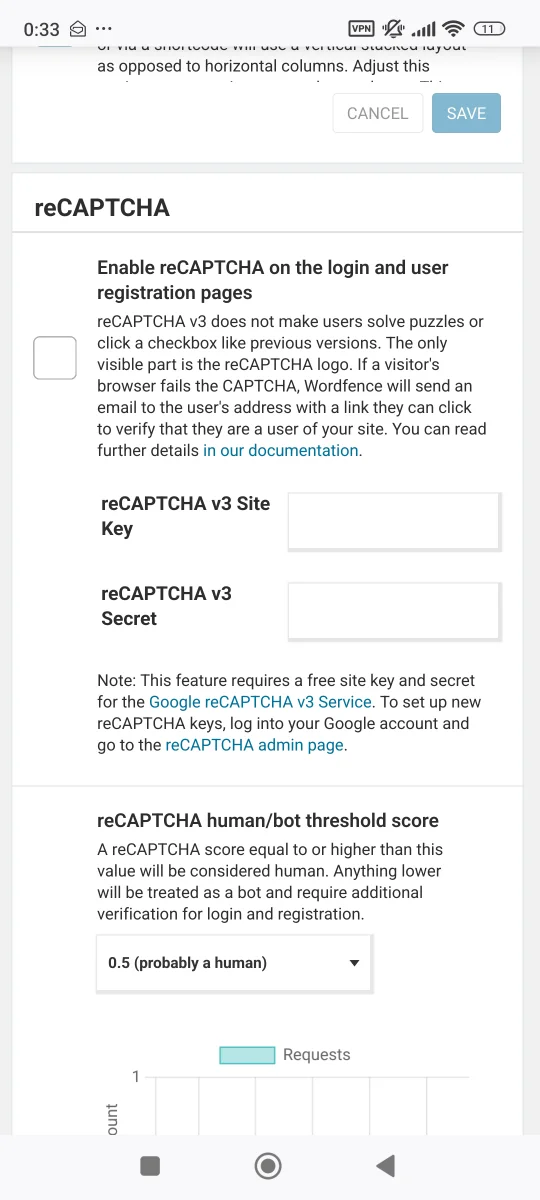 0:33
VPN
11
or via a shortcode will use a vertical stacked layout
as opposed to horizontal columns. Adjust this
CANCEL
SAVE
reCAPTCHA
Enable reCAPTCHA on the login and user
registration pages
reCAPTCHA v3 does not make users solve puzzles or
click a checkbox like previous versions. The only
visible part is the reCAPTCHA logo. If a visitor's
browser fails the CAPTCHA, Wordfence will send an
email to the user's address with a link they can click
to verify that they are a user of your site. You can read
further details in our documentation.
reCAPTCHA v3 Site
Key
reCAPTCHA v3
Secret
Note: This feature requires a free site key and secret
for the Google reCAPTCHA v3 Service. To set up new
reCAPTCHA keys, log into your Google account and
go to the reCAPTCHA admin page.
reCAPTCHA human/bot threshold score
A reCAPTCHA score equal to or higher than this
value will be considered human. Anything lower
will be treated as a bot and require additional
verification for login and registration.
0.5 (probably a human)
Requests
1
ount